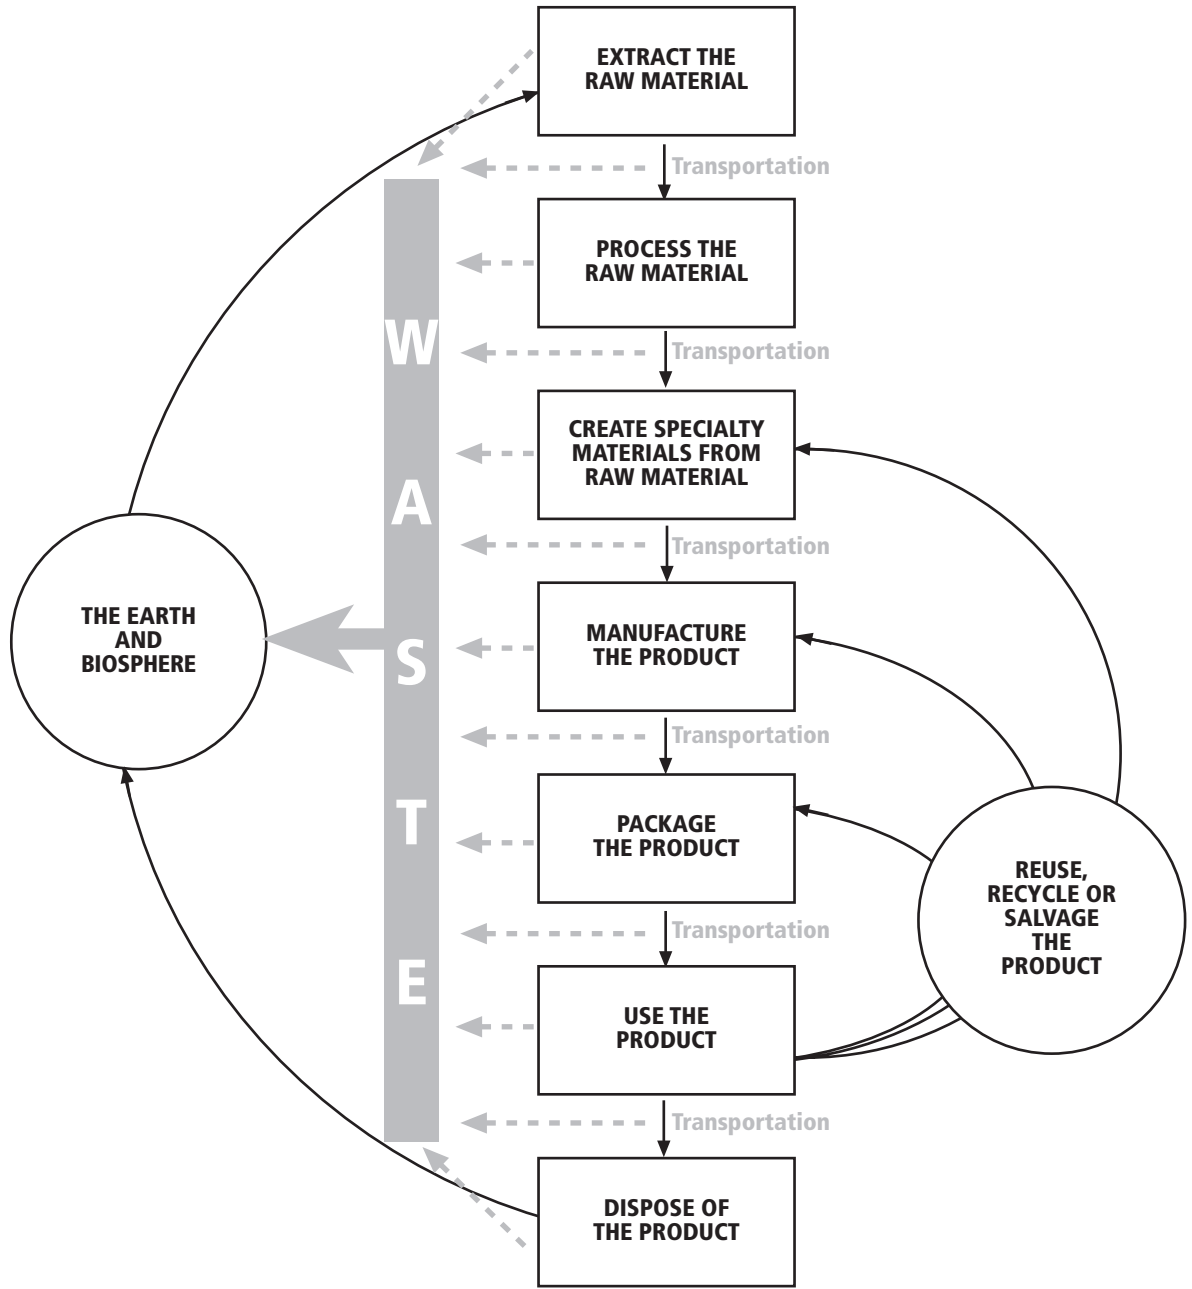 EXTRACT THE
RAW MATERIAL
Transportation
PROCESS THE
RAW MATERIAL
Transportation
CREATE SPECIALTY
MATERIALS FROM
RAW MATERIAL
Transportation
MANUFACTURE
THE PRODUCT
Transportation
PACKAGE
THE PRODUCT
Transportation
USE THE
PRODUCT
Transportation
DISPOSE OF
THE PRODUCT
W
A
S
T
E
THE EARTH
AND
BIOSPHERE
REUSE,
RECYCLE OR
SALVAGE
THE
PRODUCT